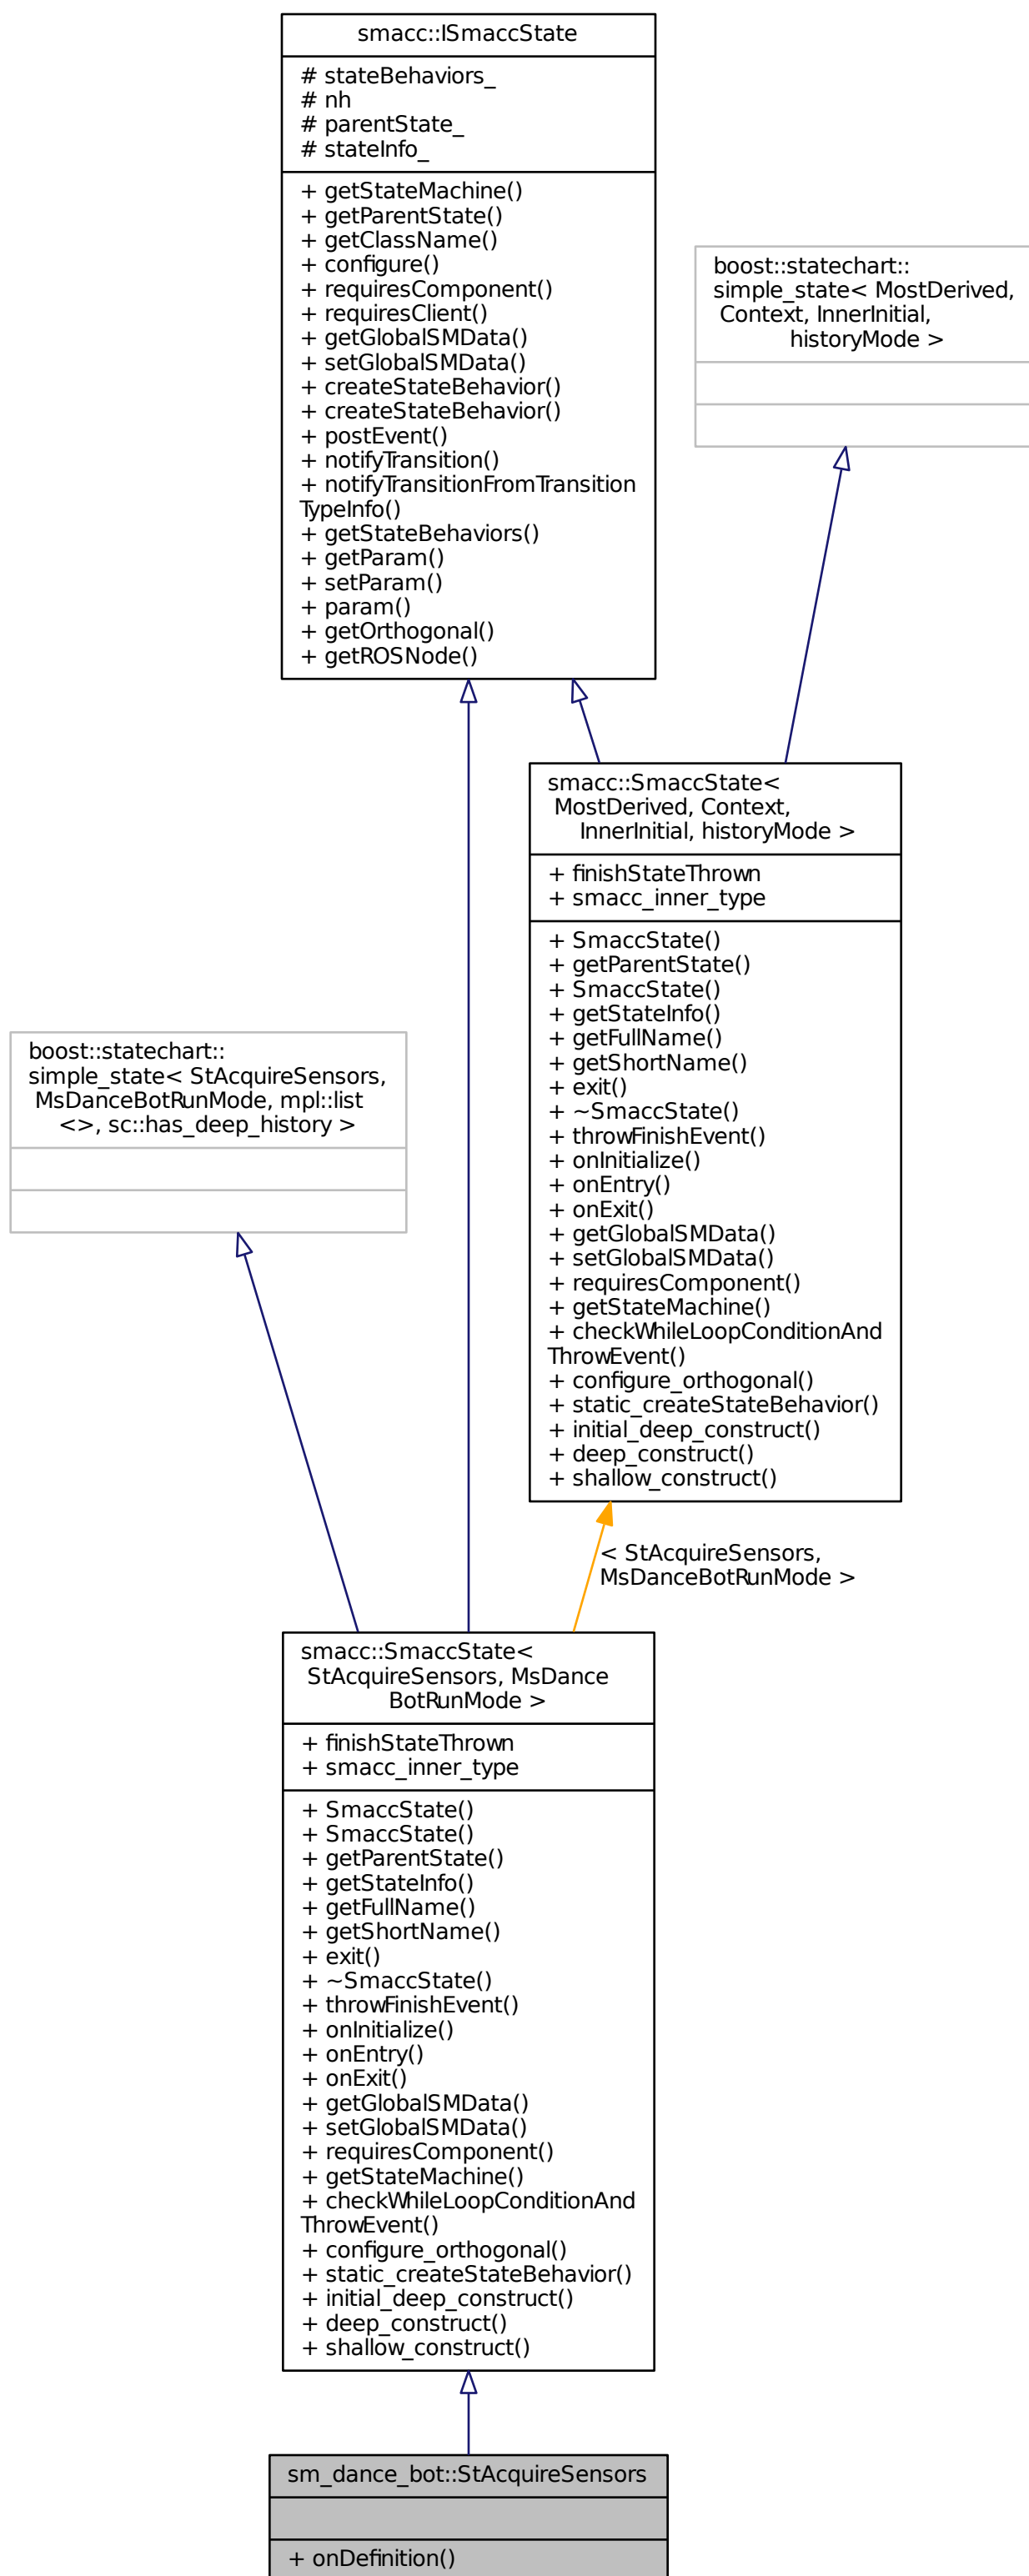 smacc::ISmaccState
# stateBehaviors_
# nh
# parentState_
# stateInfo_
+ getStateMachine()
+ getParentState()
+ getClassName()
+ configure()
+ requiresComponent()
+ requiresClient()
+ getGlobalSMData()
+ setGlobalSMData()
+ createStateBehavior()
+ createStateBehavior()
+ postEvent()
+ notifyTransition()
+ notifyTransitionFromTransition
TypeInfo()
+ getStateBehaviors()
+ getParam()
+ setParam()
+ param()
+ getOrthogonal()
+ getROSNode()
boost::statechart::
simple_state< MostDerived,
Context, InnerInitial,
historyMode >
smacc::SmaccState<
MostDerived, Context,
InnerInitial, historyMode >
+ finishStateThrown
+ smacc_inner_type
+ SmaccState()
+ getParentState()
+ SmaccState()
+ getStateInfo()
+ getFullName()
+ getShortName()
+ exit()
+ ~SmaccState()
+ throwFinishEvent()
+ onInitialize()
+ onEntry()
+ onExit()
+ getGlobalSMData()
+ setGlobalSMData()
+ requiresComponent()
+ getStateMachine()
+ checkWhileLoopConditionAnd
ThrowEvent()
+ configure_orthogonal()
+ static_createStateBehavior()
+ initial_deep_construct()
+ deep_construct()
+ shallow_construct()
boost::statechart::
simple_state< StAcquireSensors,
MsDanceBotRunMode, mpl::list
<>, sc::has_deep_history >
< StAcquireSensors,
MsDanceBotRunMode >
smacc::SmaccState<
StAcquireSensors, MsDance
BotRunMode >
+ finishStateThrown
+ smacc_inner_type
+ SmaccState()
+ SmaccState()
+ getParentState()
+ getStateInfo()
+ getFullName()
+ getShortName()
+ exit()
+ ~SmaccState()
+ throwFinishEvent()
+ onInitialize()
+ onEntry()
+ onExit()
+ getGlobalSMData()
+ setGlobalSMData()
+ requiresComponent()
+ getStateMachine()
+ checkWhileLoopConditionAnd
ThrowEvent()
+ configure_orthogonal()
+ static_createStateBehavior()
+ initial_deep_construct()
+ deep_construct()
+ shallow_construct()
sm_dance_bot::StAcquireSensors
+ onDefinition()